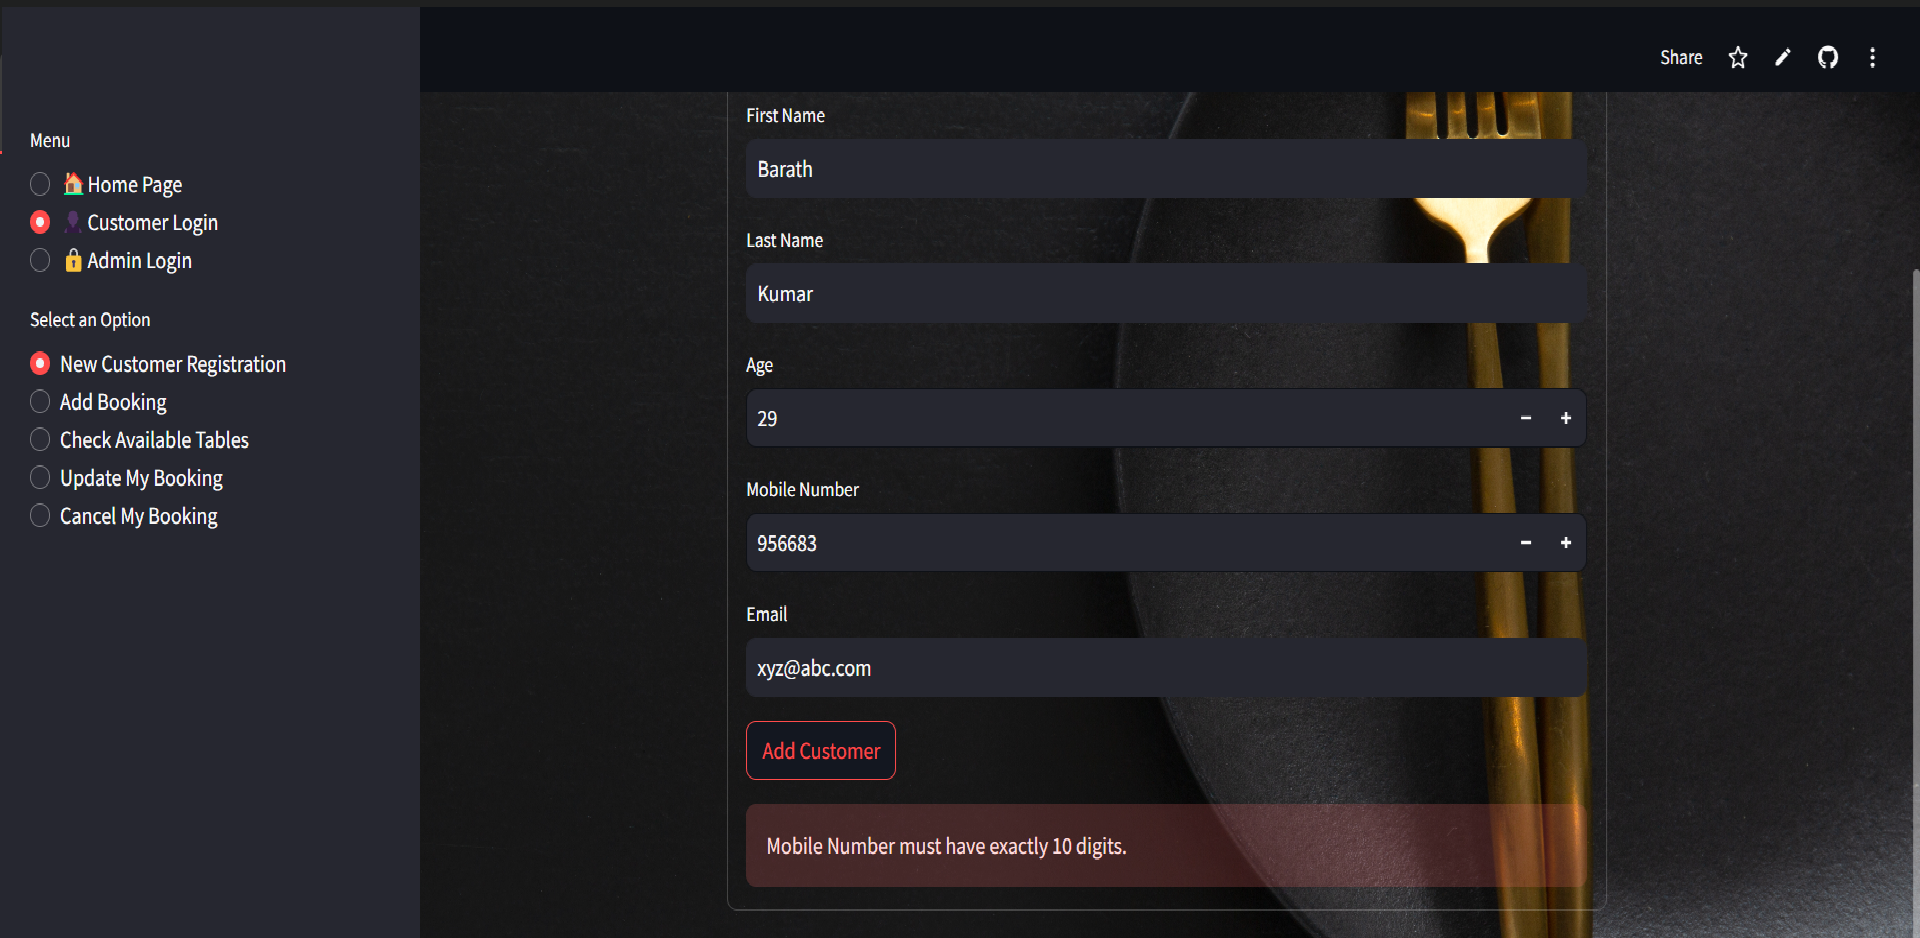 Share
Menu
Home Page
Customer Login
Admin Login
Select an Option
New Customer Registration
Add Booking
Check Available Tables
Update My Booking
Cancel My Booking
First Name
Barath
Last Name
Kumar
Age
29
Mobile Number
956683
Email
xyz@abc.com
Add Customer
Mobile Number must have exactly 10 digits.